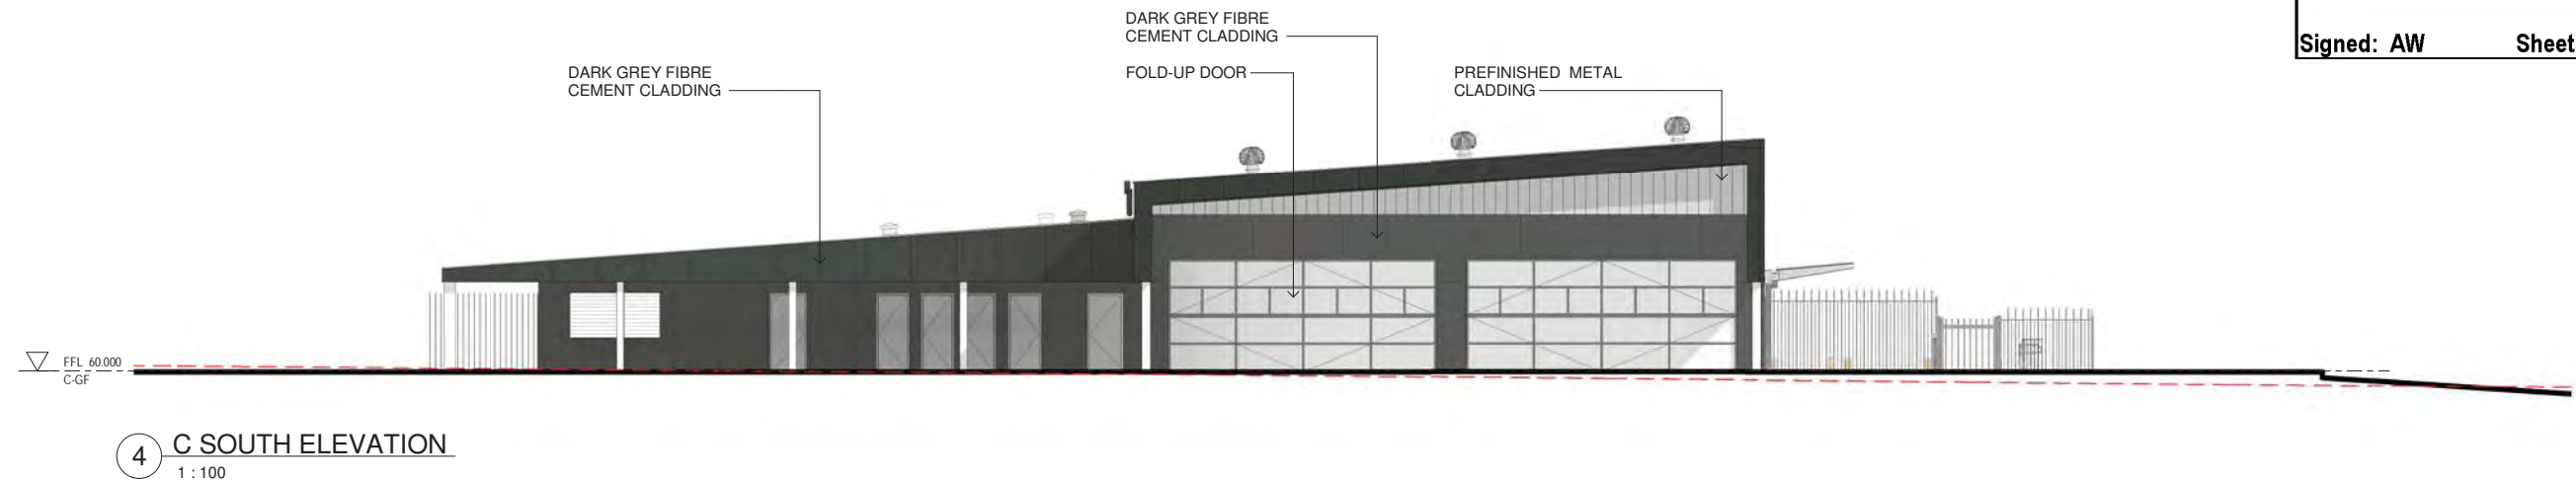 DARK GREY FIBRE
CEMENT CLADDING
FOLD-UP DOOR
DARK GREY FIBRE
CEMENT CLADDING
PREFINISHED METAL
CLADDING
Signed: AW Sheet
FFL 60.000
C-GF
4 C SOUTH ELEVATION
1 : 100